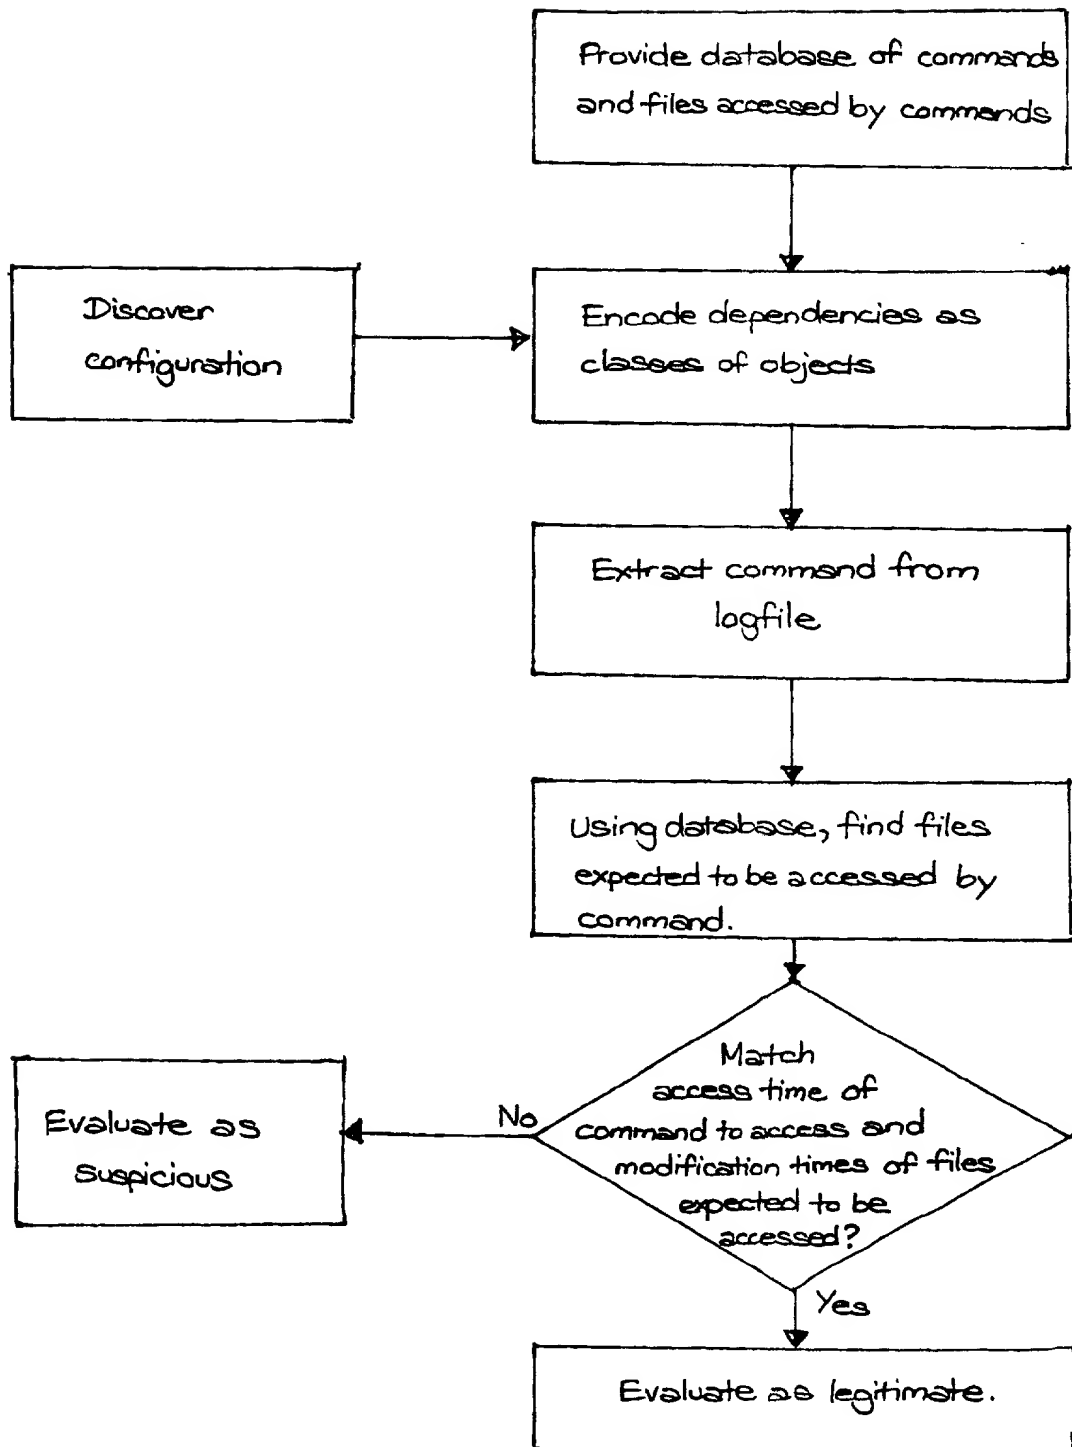 Provide database of commands
and files accessed by commands
Discover
configuration
Encode dependencies as
classes of objects
Extract command from
logfile
Using database, find files
expected to be accessed by
command.
Match
access time of
command to access and
modification times of files
expected to be
accessed?
No
Evaluate as
suspicious
Yes
Evaluate as legitimate.